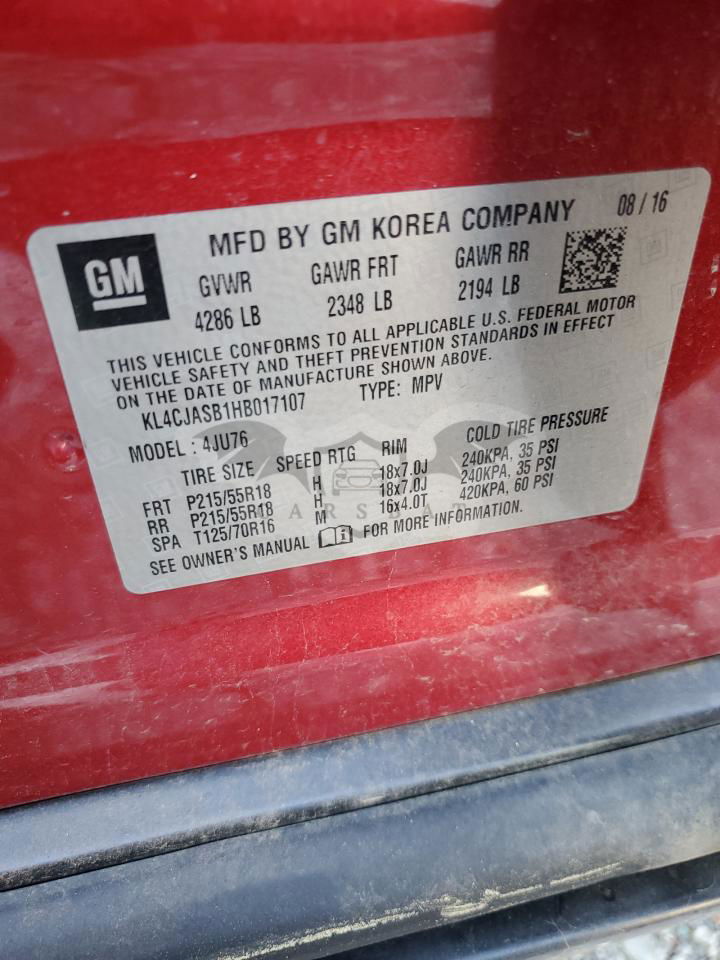 GM
MFD BY GM KOREA COMPANY 08 / 16
GVWR GAWR FRT GAWR RR
4286 LB 2348 LB 2194 LB
THIS VEHICLE CONFORMS TO ALL APPLICABLE U.S. FEDERAL MOTOR
VEHICLE SAFETY AND THEFT PREVENTION STANDARDS IN EFFECT
ON THE DATE OF MANUFACTURE SHOWN ABOVE.
KL4CJASB1HB017107 TYPE: MPV
MODEL : 4JU76
TIRE SIZE SPEED RTG RIM COLD TIRE PRESSURE
FRT P215/55R18 H 18x7.0J 240KPA, 35 PSI
RR P215/55R18 H 18x7.0J 240KPA, 35 PSI
SPA T125/70R16 M 16x4.0T 420KPA, 60 PSI
SEE OWNER'S MANUAL FOR MORE INFORMATION.